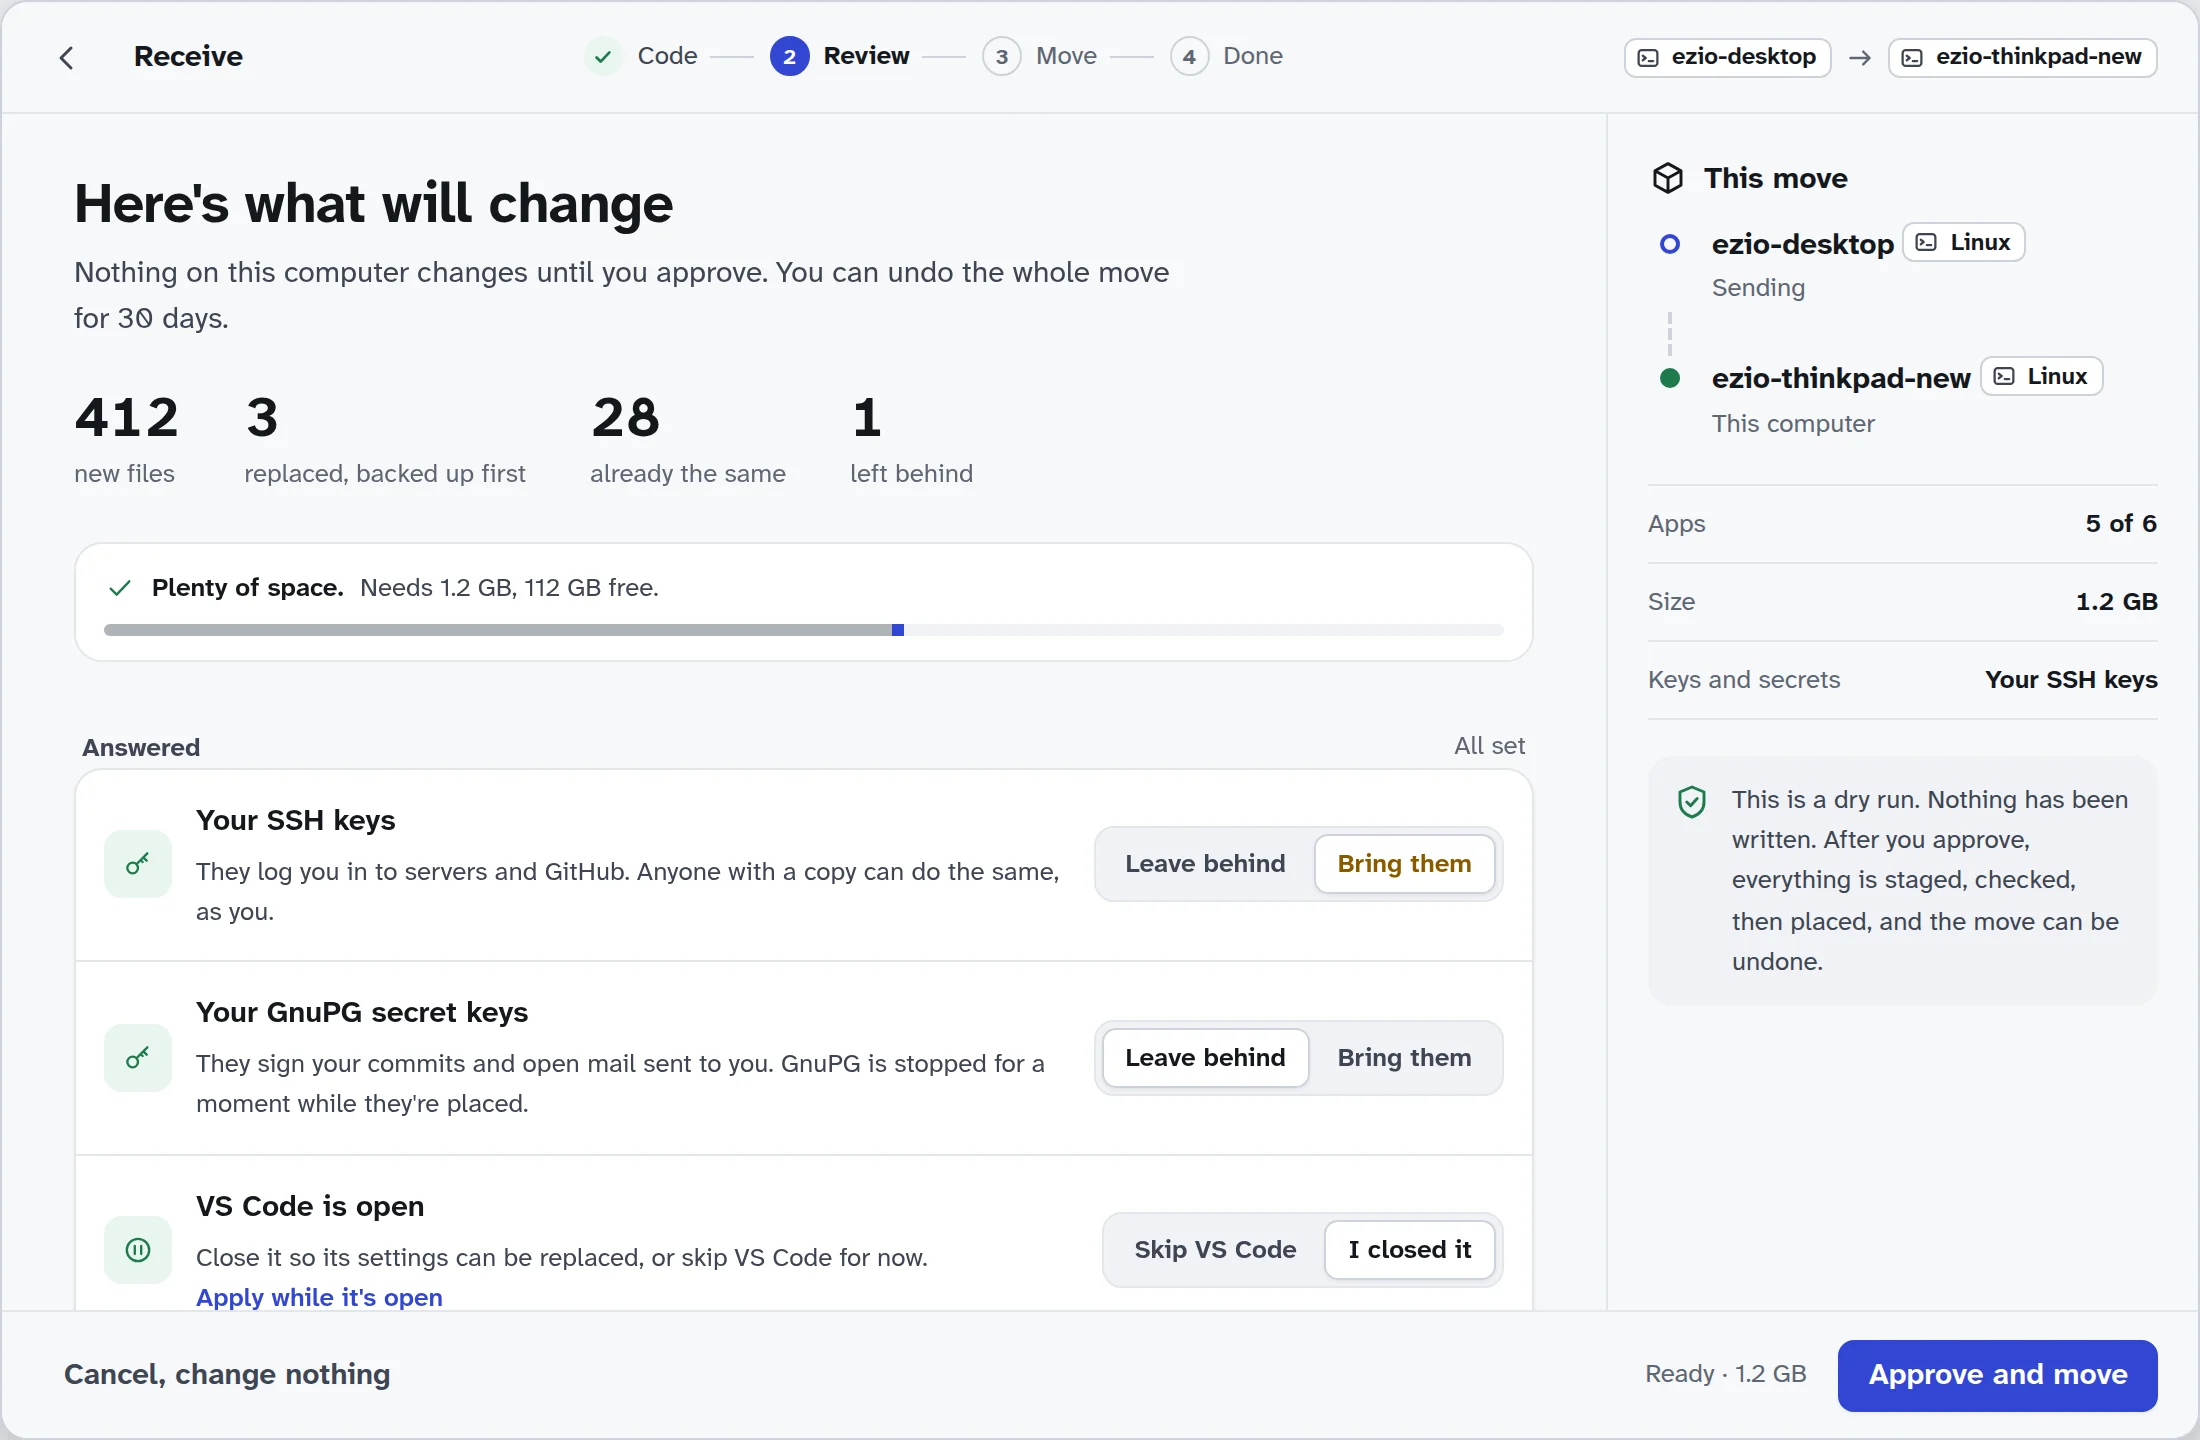 Receive
Code
2 Review
3 Move
4 Done
ezio-desktop → ezio-thinkpad-new
Here's what will change
Nothing on this computer changes until you approve. You can undo the whole move
for 30 days.
412
new files
3
replaced, backed up first
28
already the same
1
left behind
Plenty of space. Needs 1.2 GB, 112 GB free.
Answered
All set
Your SSH keys
They log you in to servers and GitHub. Anyone with a copy can do the same,
as you.
Leave behind
Bring them
Your GnuPG secret keys
They sign your commits and open mail sent to you. GnuPG is stopped for a
moment while they're placed.
Leave behind
Bring them
VS Code is open
Close it so its settings can be replaced, or skip VS Code for now.
Apply while it's open
Skip VS Code
I closed it
This move
ezio-desktop Linux
Sending
ezio-thinkpad-new Linux
This computer
Apps 5 of 6
Size 1.2 GB
Keys and secrets Your SSH keys
This is a dry run. Nothing has been
written. After you approve,
everything is staged, checked,
then placed, and the move can be
undone.
Cancel, change nothing
Ready · 1.2 GB
Approve and move